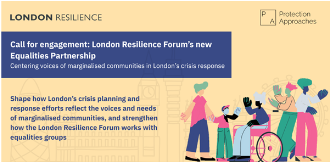 LONDON RESILIENCE
P
A
Protection
Approaches
Call for engagement: London Resilience Forum's new
Equalities Partnership
Centering voices of marginalised communities in London's crisis response
Shape how London's crisis planning and
response efforts reflect the voices and needs
of marginalised communities, and strengthen
how the London Resilience Forum works with
equalities groups